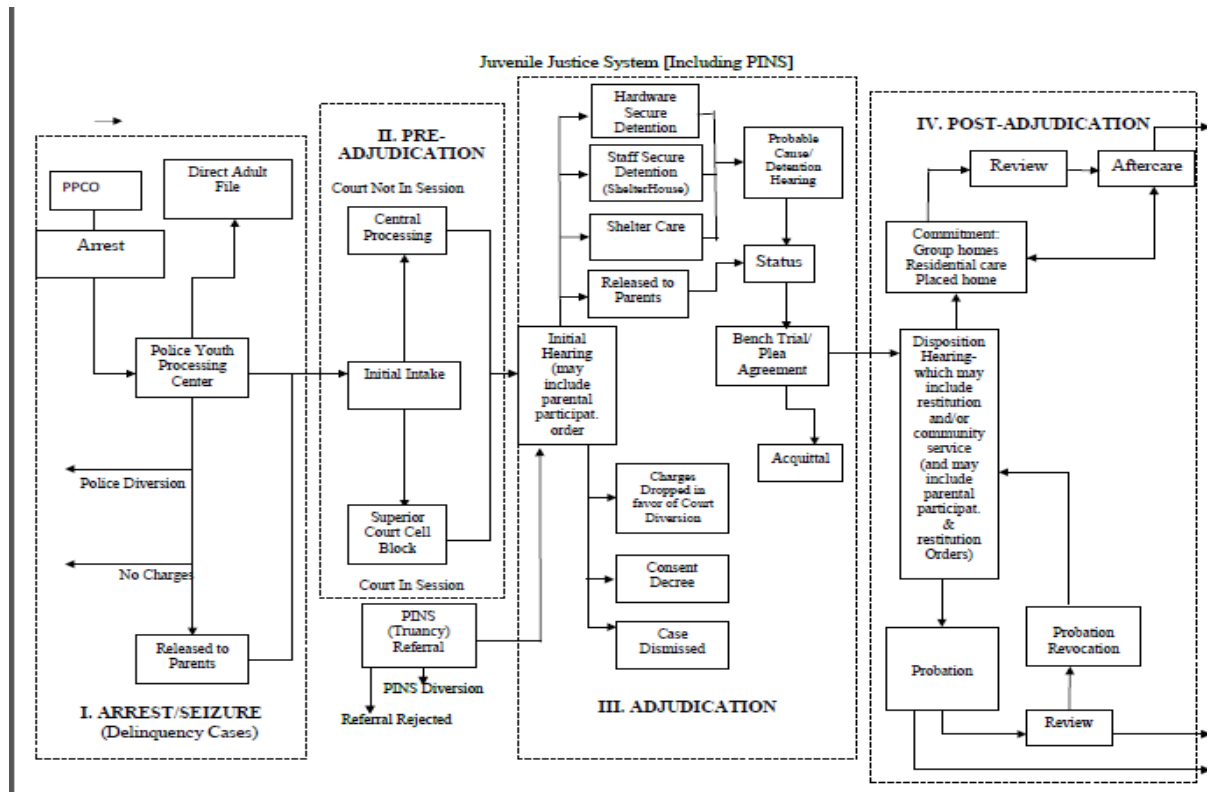 Juvenile Justice System [Including PINS]
PPCO
Arrest
Direct Adult
File
Police Youth
Processing
Center
Police Diversion
No Charges
Released to
Parents
I. ARREST/SEIZURE
(Delinquency Cases)
II. PRE-
ADJUDICATION
Court Not In Session
Central
Processing
Initial Intake
Superior
Court Cell
Block
Court In Session
PINS
(Truancy)
Referral
PINS Diversion
Referral Rejected
Hardware
Secure
Detention
Staff Secure
Detention
(ShelterHouse)
Shelter Care
Released to
Parents
Initial
Hearing
(may
include
parental
participat.
order
Probable
Cause/
Detention
Hearing
Status
Bench Trial/
Plea
Agreement
Acquittal
Charges
Dropped in
favor of Court
Diversion
Consent
Decree
Case
Dismissed
III. ADJUDICATION
IV. POST-ADJUDICATION
Review
Aftercare
Commitment:
Group homes
Residential care
Placed home
Disposition
Hearing-
which may
include
restitution
and/or
community
service
(and may
include
parental
participat.
&
restitution
Orders)
Probation
Probation
Revocation
Review